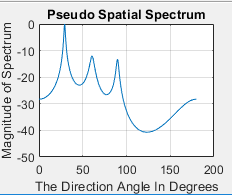 Pseudo Spatial Spectrum
Magnitude of Spectrum
0
-10
-20
-30
-40
-50
0 50 100 150 200
The Direction Angle In Degrees